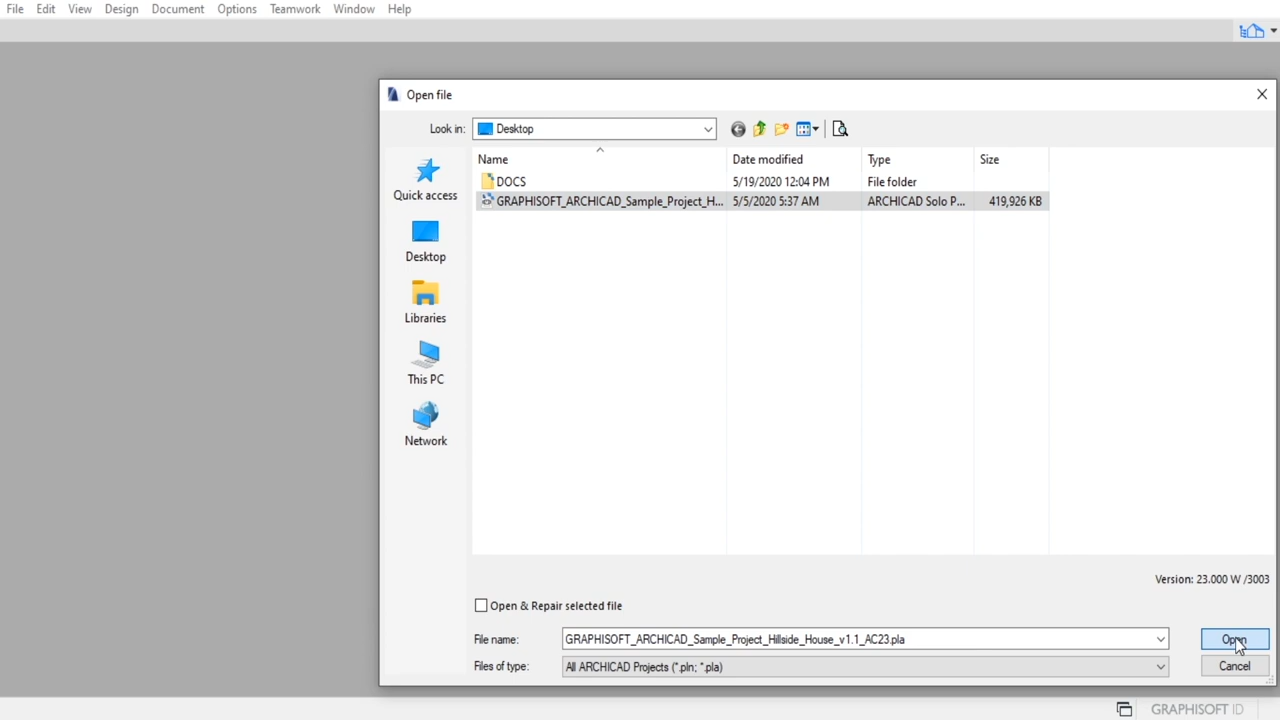 File Edit View Design Document Options Teamwork Window Help
Open file
Look in: Desktop
Name Date modified Type Size
DOCS 5/19/2020 12:04 PM File folder
GRAPHISOFT_ARCHICAD_Sample_Project_H... 5/5/2020 5:37 AM ARCHICAD Solo P... 419,926 KB
Quick access
Desktop
Libraries
This PC
Network
Version: 23.000 W /3003
Open & Repair selected file
File name: GRAPHISOFT_ARCHICAD_Sample_Project_Hillside_House_v1.1_AC23.pla Open
Files of type: All ARCHICAD Projects (*.pln; *.pla) Cancel
GRAPHISOFT ID